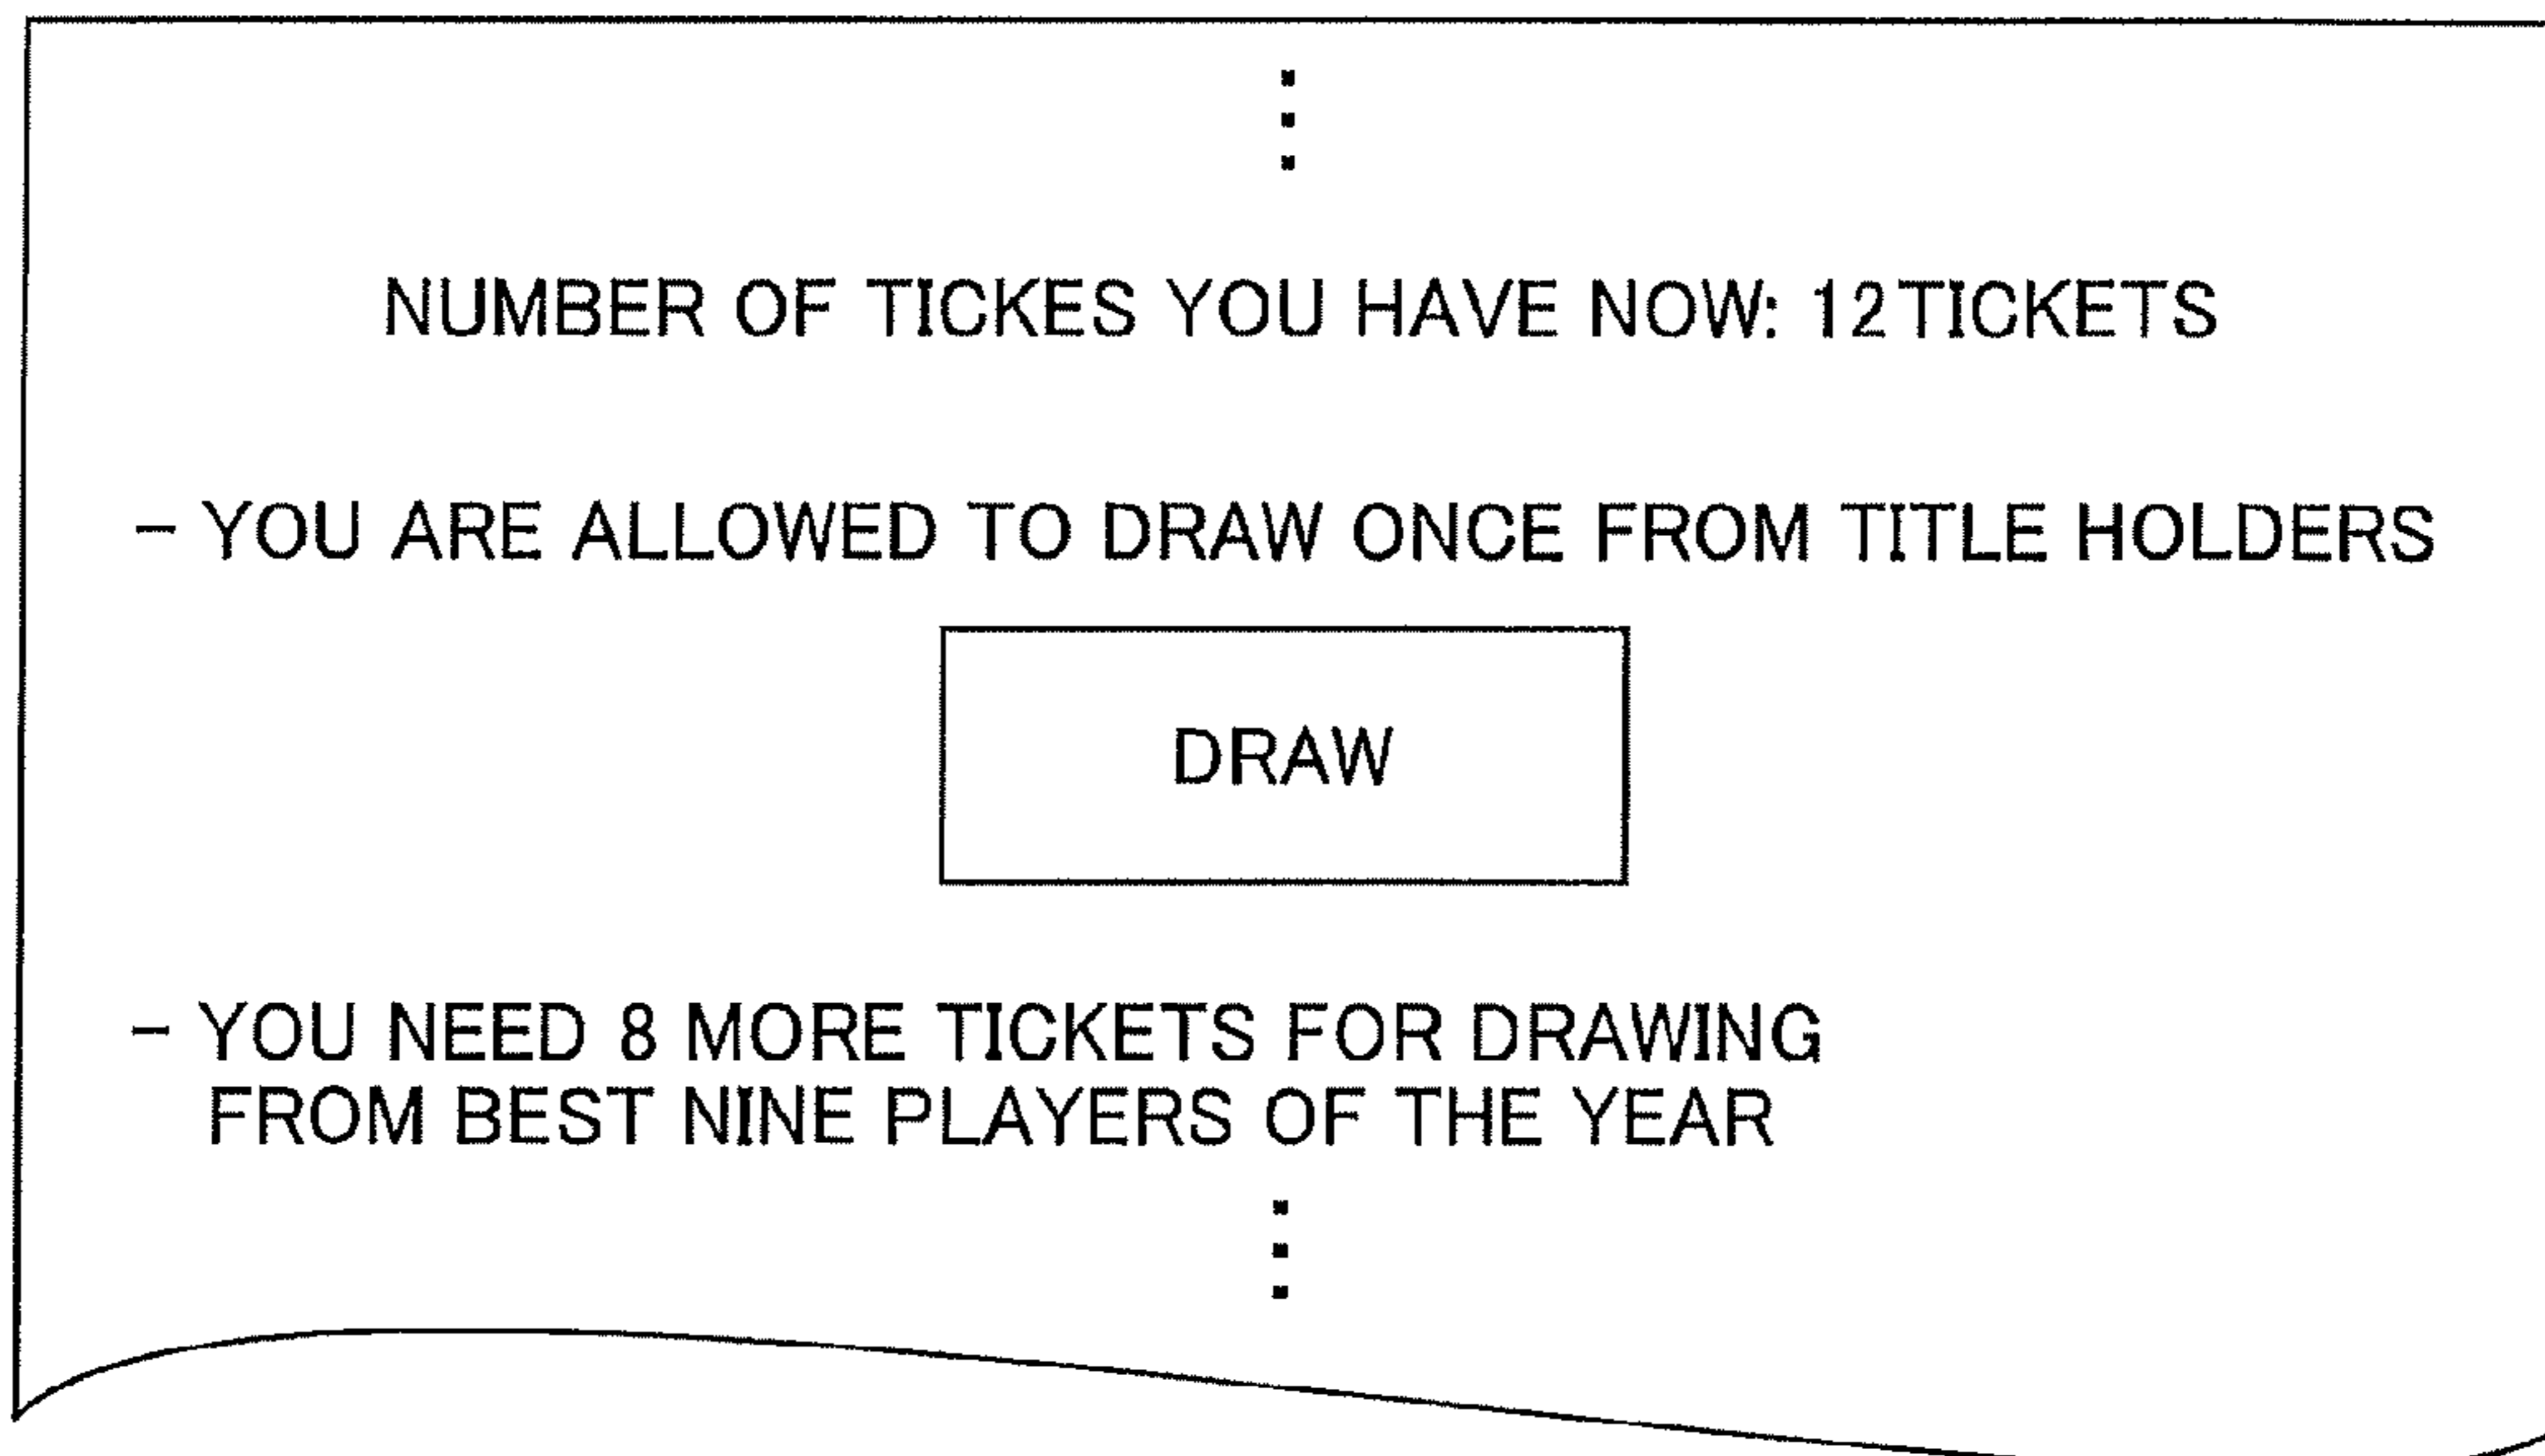 NUMBER OF TICKES YOU HAVE NOW: 12TICKETS
– YOU ARE ALLOWED TO DRAW ONCE FROM TITLE HOLDERS
DRAW
– YOU NEED 8 MORE TICKETS FOR DRAWING
FROM BEST NINE PLAYERS OF THE YEAR